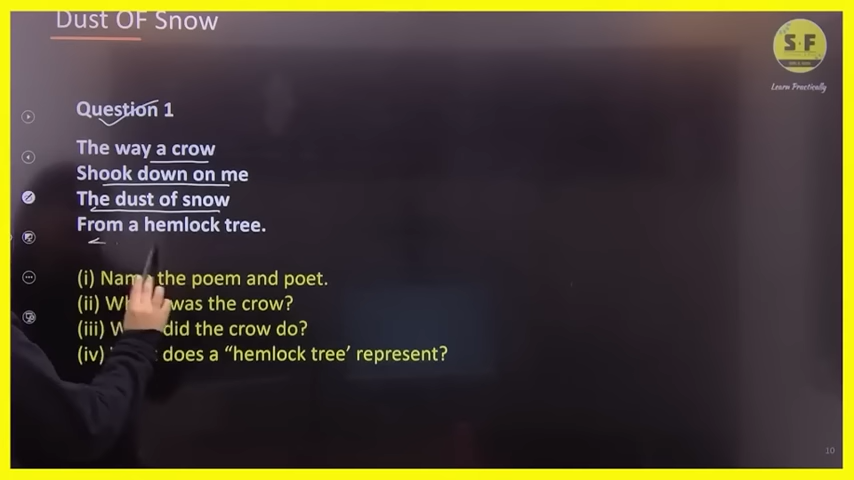 Dust OF Snow
S·F
Learn Practically
Question 1
The way a crow
Shook down on me
The dust of snow
From a hemlock tree.
(i) Name the poem and poet.
(ii) was the crow?
(iii) did the crow do?
(iv) does a “hemlock tree’ represent?
10